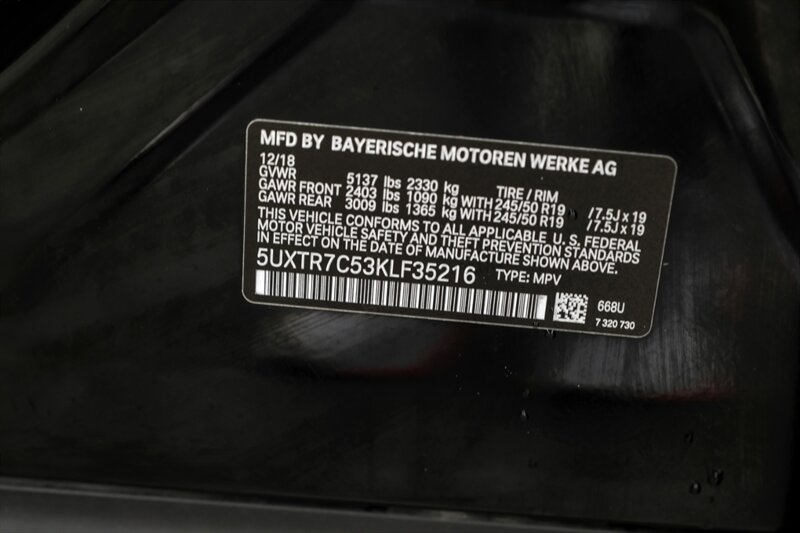 MFD BY BAYERISCHE MOTOREN WERKE AG
12/18
GVWR 5137 lbs 2330 kg TIRE / RIM
GAWR FRONT 2403 lbs 1090 kg WITH 245/50 R19 / 7.5J x 19
GAWR REAR 3009 lbs 1365 kg WITH 245/50 R19 / 7.5J x 19
THIS VEHICLE CONFORMS TO ALL APPLICABLE U. S. FEDERAL
MOTOR VEHICLE SAFETY AND THEFT PREVENTION STANDARDS
IN EFFECT ON THE DATE OF MANUFACTURE SHOWN ABOVE.
5UXTR7C53KLF35216 TYPE: MPV
668U
7 320 730